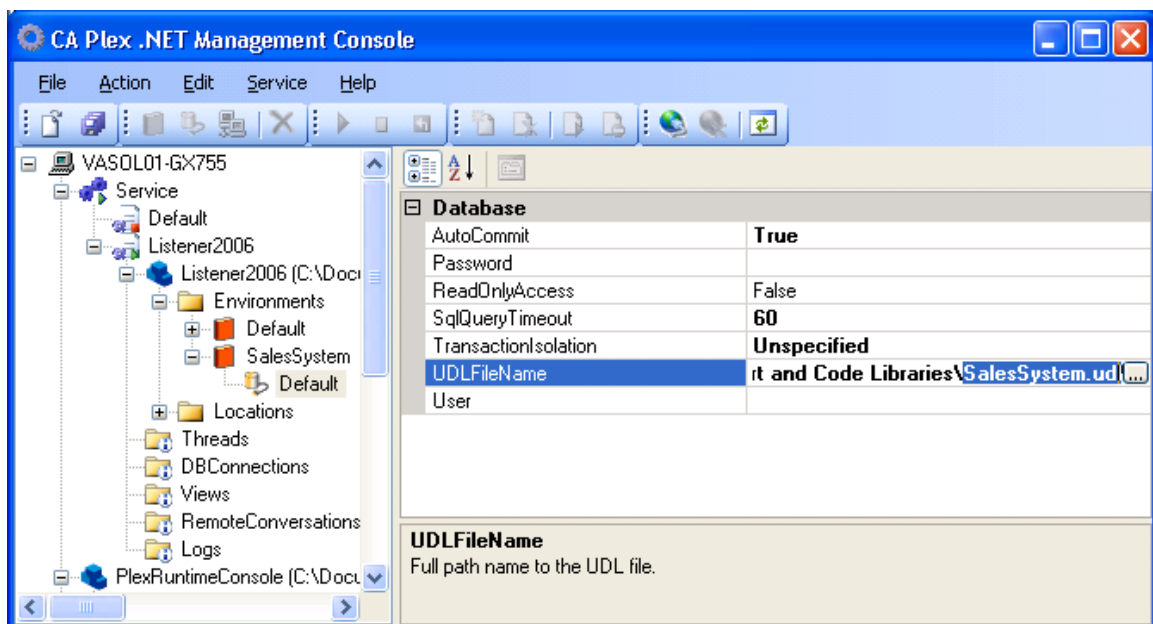 CA Plex .NET Management Console
File Action Edit Service Help
VASOL01-GX755
Service
Default
Listener2006
Listener2006 (C:\Docu
Environments
Default
SalesSystem
Default
Locations
Threads
DBConnections
Views
RemoteConversations
Logs
PlexRuntimeConsole (C:\Docu
Database
AutoCommit True
Password
ReadOnlyAccess False
SqlQueryTimeout 60
TransactionIsolation Unspecified
UDLFileName rt and Code Libraries\SalesSystem.udl ...
User
UDLFileName
Full path name to the UDL file.